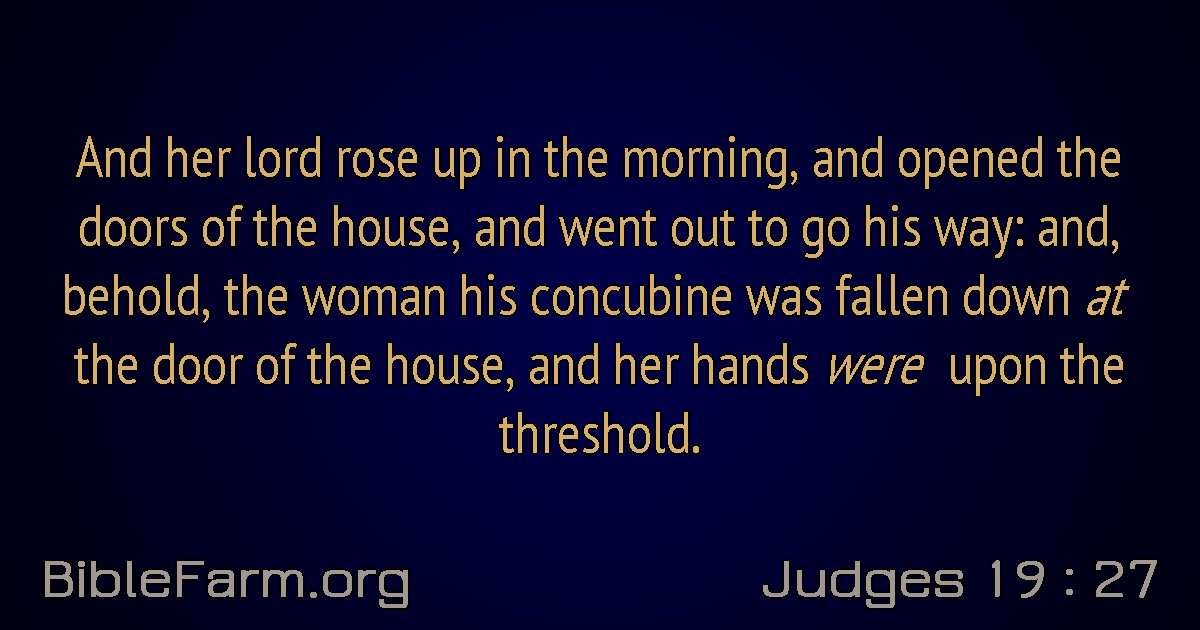 And her lord rose up in the morning, and opened the
doors of the house, and went out to go his way: and,
behold, the woman his concubine was fallen down at
the door of the house, and her hands were upon the
threshold.
BibleFarm.org
Judges 19 : 27